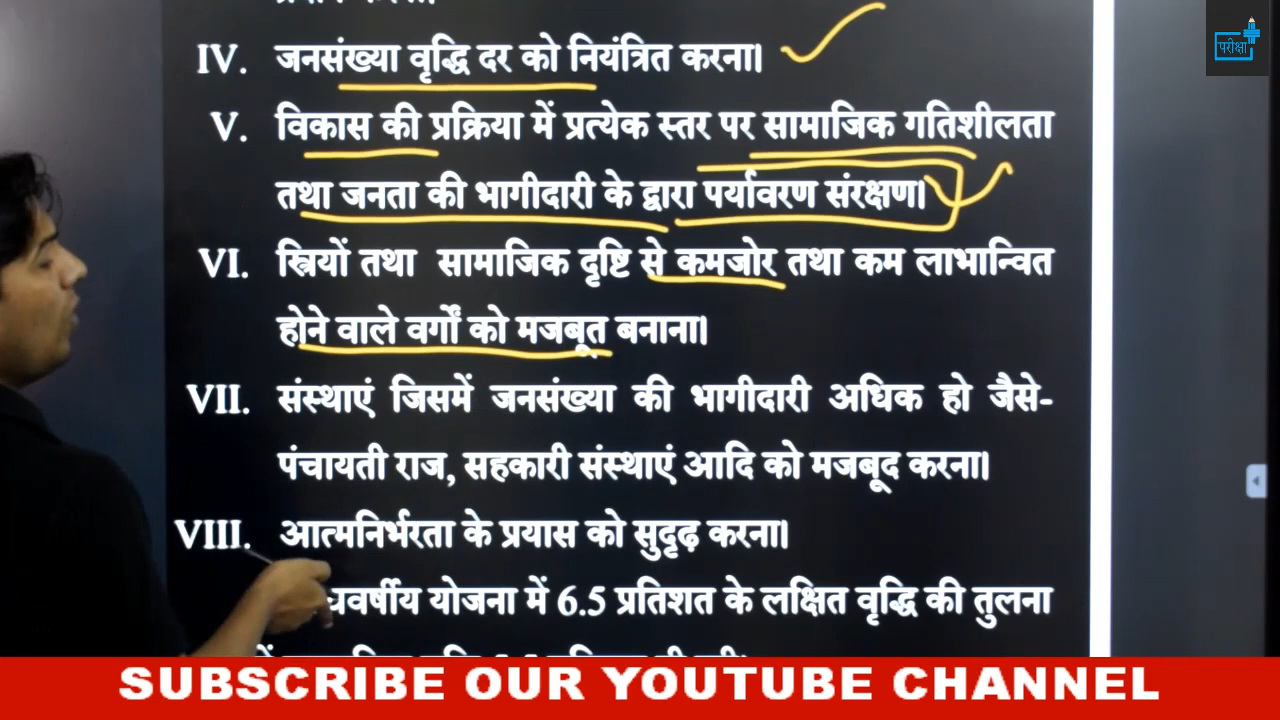 परीक्षा
IV. जनसंख्या वृद्धि दर को नियंत्रित करना।
V. विकास की प्रक्रिया में प्रत्येक स्तर पर सामाजिक गतिशीलता
तथा जनता की भागीदारी के द्वारा पर्यावरण संरक्षण।
VI. स्त्रियों तथा सामाजिक दृष्टि से कमजोर तथा कम लाभान्वित
होने वाले वर्गों को मजबूत बनाना।
VII. संस्थाएं जिसमें जनसंख्या की भागीदारी अधिक हो जैसे-
पंचायती राज, सहकारी संस्थाएं आदि को मजबूद करना।
VIII. आत्मनिर्भरता के प्रयास को सुदृढ़ करना।
योजना में 6.5 प्रतिशत के लक्षित वृद्धि की तुलना
SUBSCRIBE OUR YOUTUBE CHANNEL